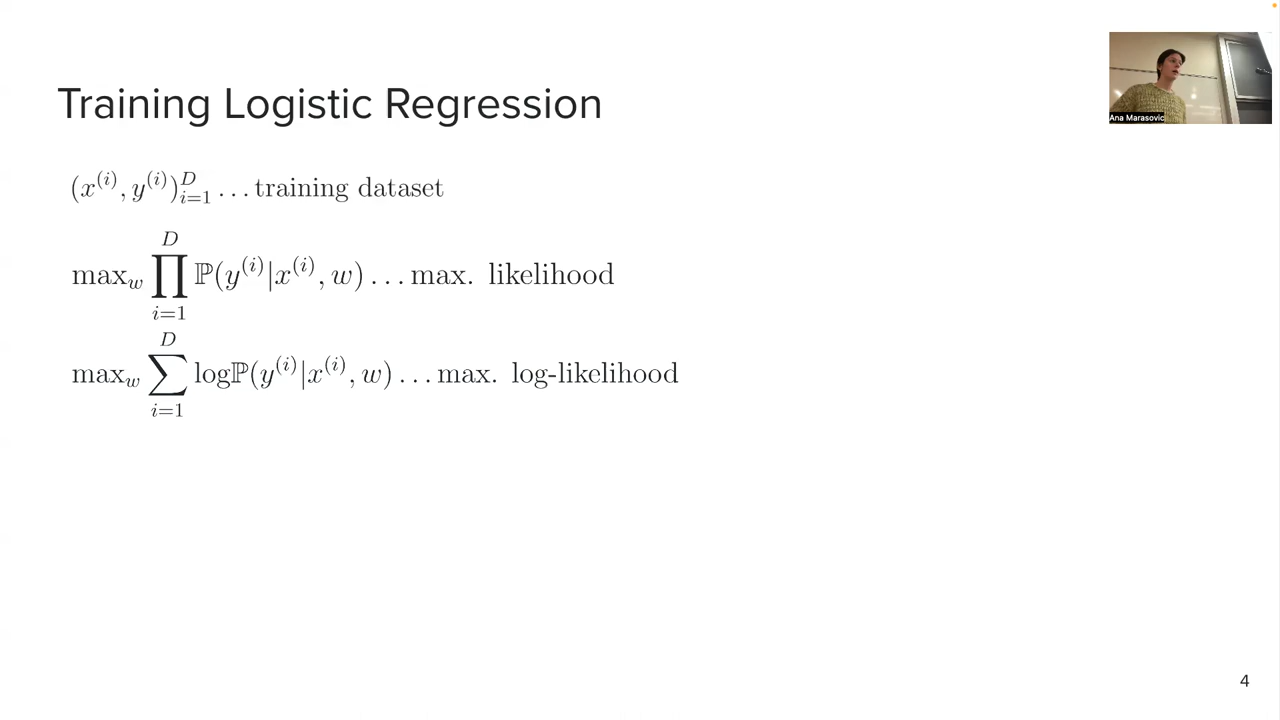 Training Logistic Regression
Ana Marasovic
(x^{(i)}, y^{(i)})_{i=1}^{D} ... training dataset
max_w ∏_{i=1}^{D} ℙ(y^{(i)}|x^{(i)}, w) ... max. likelihood
max_w ∑_{i=1}^{D} logℙ(y^{(i)}|x^{(i)}, w) ... max. log-likelihood
4